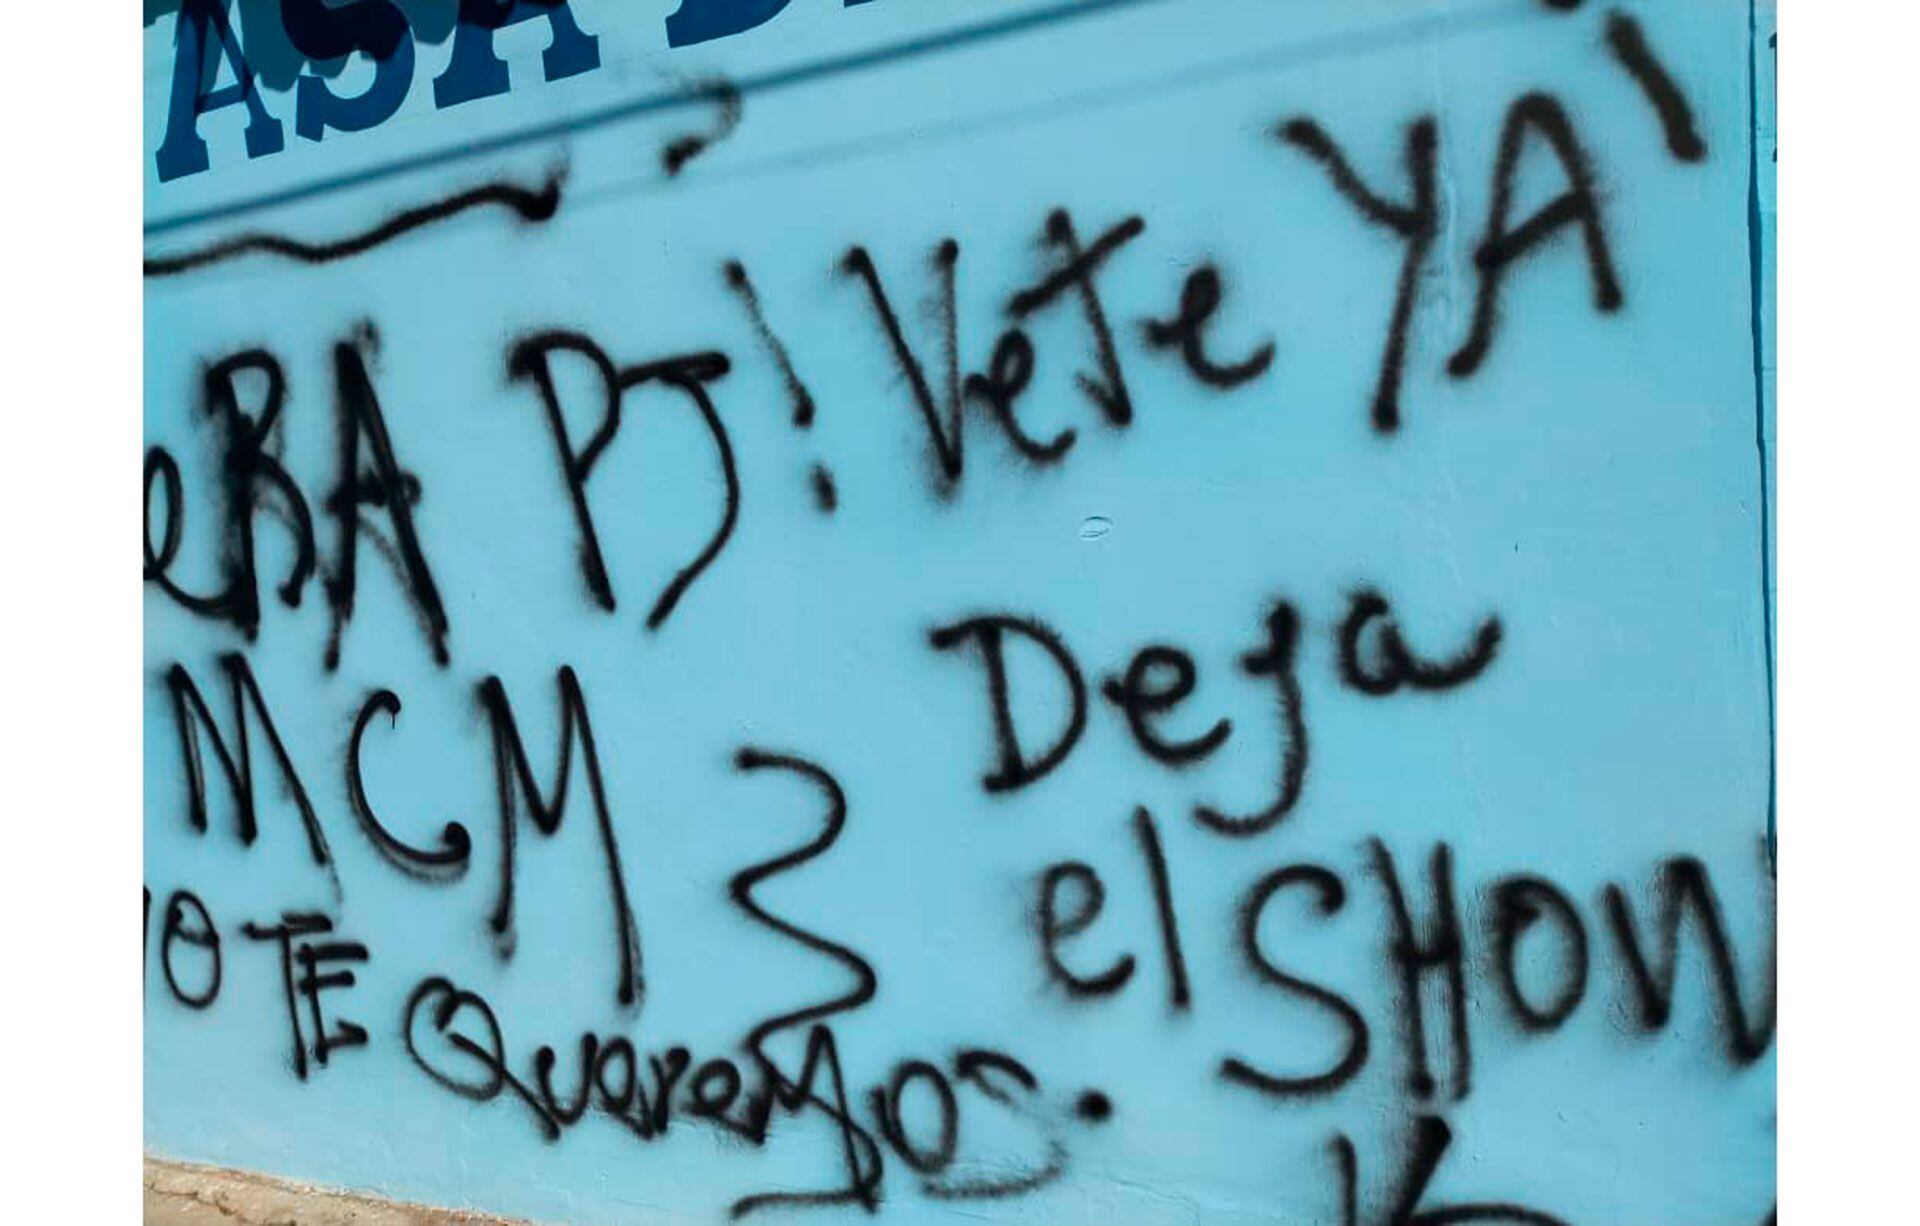 ASA D
eRA PJ! Vete YA!
MCM
Deja
el SHOW
NO TE Queremos.